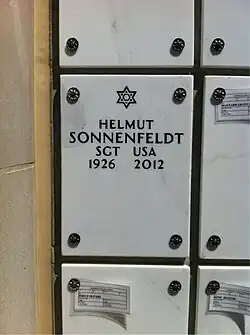 HELMUT
SONNENFELDT
SGT USA
1926 2012